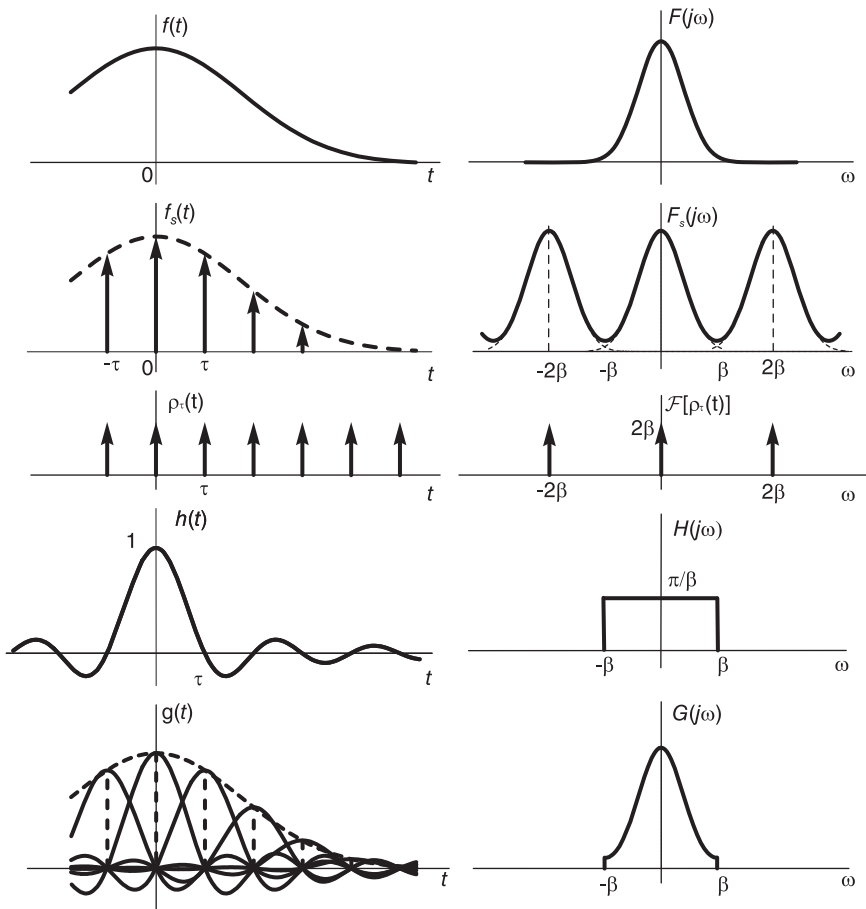 f(t)
0
t
F(jω)
ω
f_s(t)
-τ
0
τ
t
F_s(jω)
-2β
-β
β
2β
ω
ρ_τ(t)
τ
t
ℱ[ρ_τ(t)]
2β
-2β
2β
ω
h(t)
1
τ
t
H(jω)
π/β
-β
β
ω
g(t)
t
G(jω)
-β
β
ω